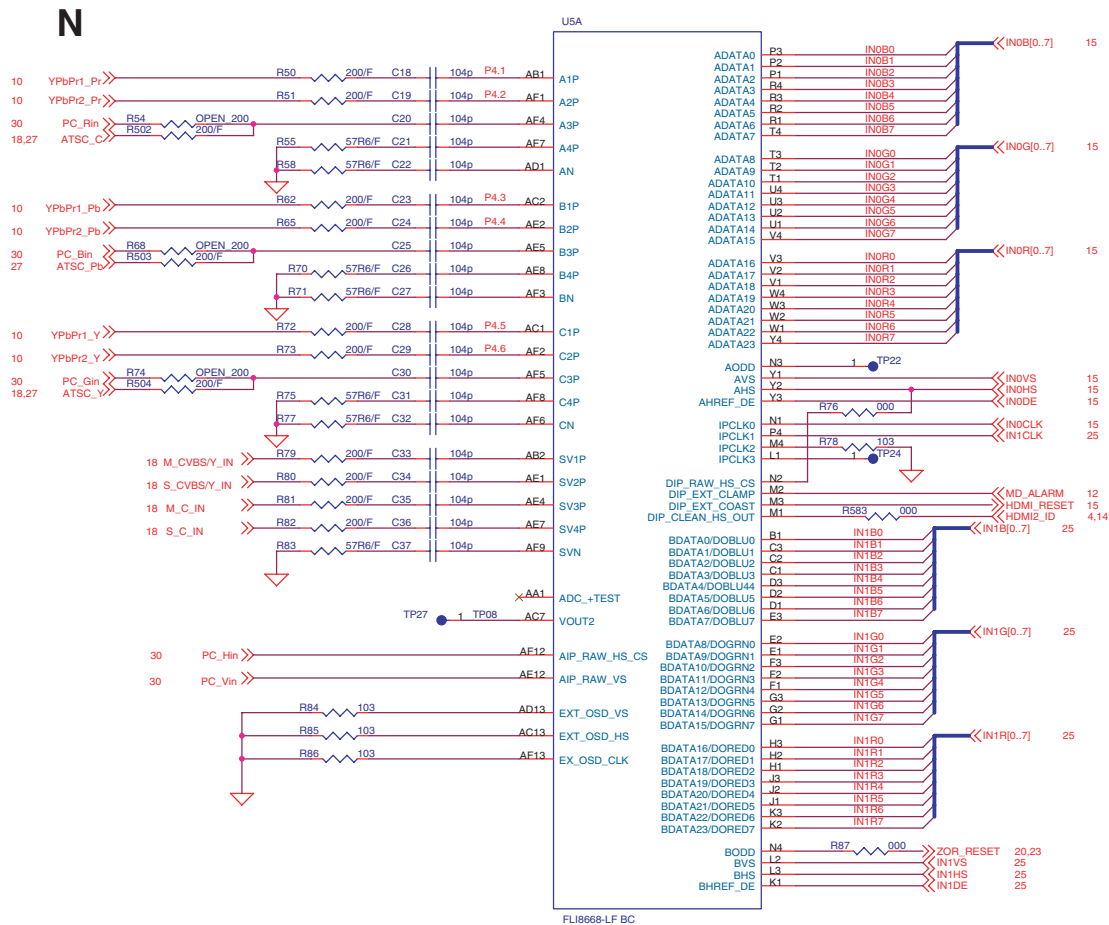 N
U5A
10 YPbPr1_Pr R50 200/F C18 104p P4.1 AB1 A1P
10 YPbPr2_Pr R51 200/F C19 104p P4.2 AF1 A2P
30 PC_Rin R54 OPEN_200 C20 104p AF4 A3P
18,27 ATSC_C R502 200/F
R55 57R6/F C21 104p AF7 A4P
R58 57R6/F C22 104p AD1 AN
10 YPbPr1_Pb R62 200/F C23 104p P4.3 AC2 B1P
10 YPbPr2_Pb R65 200/F C24 104p P4.4 AE2 B2P
30 PC_Bin R68 OPEN_200 C25 104p AE5 B3P
27 ATSC_Pb R503 200/F
R70 57R6/F C26 104p AE8 B4P
R71 57R6/F C27 104p AF3 BN
10 YPbPr1_Y R72 200/F C28 104p P4.5 AC1 C1P
10 YPbPr2_Y R73 200/F C29 104p P4.6 AF2 C2P
30 PC_Gin R74 OPEN_200 C30 104p AF5 C3P
18,27 ATSC_Y R504 200/F
R75 57R6/F C31 104p AF8 C4P
R77 57R6/F C32 104p AF6 CN
18 M_CVBS/Y_IN R79 200/F C33 104p AB2 SV1P
18 S_CVBS/Y_IN R80 200/F C34 104p AE1 SV2P
18 M_C_IN R81 200/F C35 104p AE4 SV3P
18 S_C_IN R82 200/F C36 104p AE7 SV4P
R83 57R6/F C37 104p AF9 SVN
AA1 ADC_+TEST
TP27 1 TP08 AC7 VOUT2
30 PC_Hin AF12 AIP_RAW_HS_CS
30 PC_Vin AE12 AIP_RAW_VS
R84 103 AD13 EXT_OSD_VS
R85 103 AC13 EXT_OSD_HS
R86 103 AF13 EX_OSD_CLK
ADATA0 P3 IN0B0 IN0B[0..7] 15
ADATA1 P2 IN0B1
ADATA2 P1 IN0B2
ADATA3 R4 IN0B3
ADATA4 R3 IN0B4
ADATA5 R2 IN0B5
ADATA6 R1 IN0B6
ADATA7 T4 IN0B7
ADATA8 T3 IN0G0 IN0G[0..7] 15
ADATA9 T2 IN0G1
ADATA10 T1 IN0G2
ADATA11 U4 IN0G3
ADATA12 U3 IN0G4
ADATA13 U2 IN0G5
ADATA14 U1 IN0G6
ADATA15 V4 IN0G7
ADATA16 V3 IN0R0 IN0R[0..7] 15
ADATA17 V2 IN0R1
ADATA18 V1 IN0R2
ADATA19 W4 IN0R3
ADATA20 W3 IN0R4
ADATA21 W2 IN0R5
ADATA22 W1 IN0R6
ADATA23 Y4 IN0R7
AODD N3 1 TP22
AVS Y1 IN0VS 15
AHS Y2 IN0HS 15
AHREF_DE Y3 IN0DE 15
R76 000
IPCLK0 N1 IN0CLK 15
IPCLK1 P4 IN1CLK 25
IPCLK2 M4 R78 103
IPCLK3 L1 1 TP24
DIP_RAW_HS_CS N2
DIP_EXT_CLAMP M2 MD_ALARM 12
DIP_EXT_COAST M3 HDMI_RESET 15
DIP_CLEAN_HS_OUT M1 R583 000 HDMI2_ID 4,14
BDATA0/DOBLU0 B1 IN1B0 IN1B[0..7] 25
BDATA1/DOBLU1 C3 IN1B1
BDATA2/DOBLU2 C2 IN1B2
BDATA3/DOBLU3 C1 IN1B3
BDATA4/DOBLU44 D3 IN1B4
BDATA5/DOBLU5 D2 IN1B5
BDATA6/DOBLU6 D1 IN1B6
BDATA7/DOBLU7 E3 IN1B7
BDATA8/DOGRN0 E2 IN1G0 IN1G[0..7] 25
BDATA9/DOGRN1 E1 IN1G1
BDATA10/DOGRN2 F3 IN1G2
BDATA11/DOGRN3 F2 IN1G3
BDATA12/DOGRN4 F1 IN1G4
BDATA13/DOGRN5 G3 IN1G5
BDATA14/DOGRN6 G2 IN1G6
BDATA15/DOGRN7 G1 IN1G7
BDATA16/DORED0 H3 IN1R0 IN1R[0..7] 25
BDATA17/DORED1 H2 IN1R1
BDATA18/DORED2 H1 IN1R2
BDATA19/DORED3 J3 IN1R3
BDATA20/DORED4 J2 IN1R4
BDATA21/DORED5 J1 IN1R5
BDATA22/DORED6 K3 IN1R6
BDATA23/DORED7 K2 IN1R7
BODD N4 R87 000 ZOR_RESET 20,23
BVS L2 IN1VS 25
BHS L3 IN1HS 25
BHREF_DE K1 IN1DE 25
FLI8668-LF BC